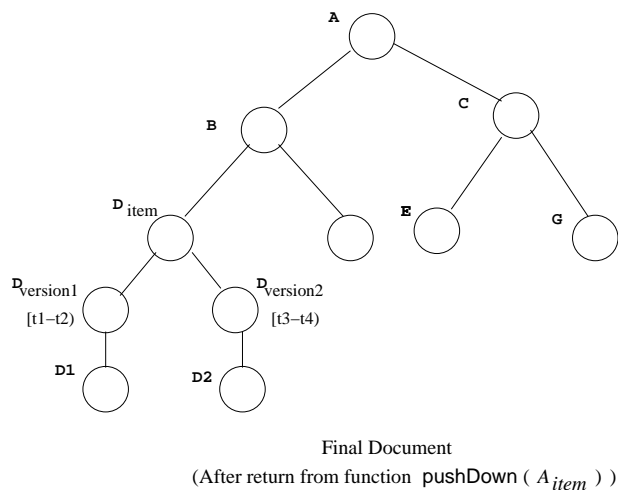 A
B
C
D item
E
G
D version1
[t1–t2)
D version2
[t3–t4)
D1
D2
Final Document
(After return from function pushDown ( A item ) )